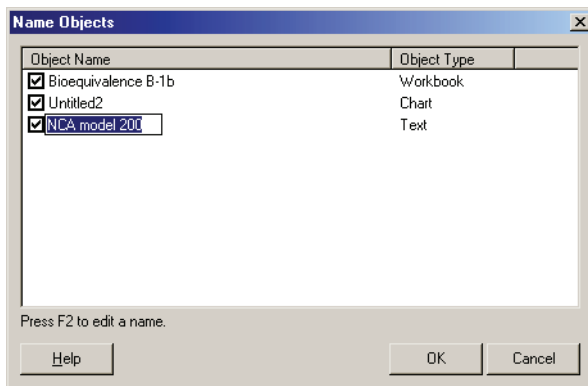 Name Objects
Object Name Object Type
Bioequivalence B-1b Workbook
Untitled2 Chart
NCA model 200 Text
Press F2 to edit a name.
Help OK Cancel